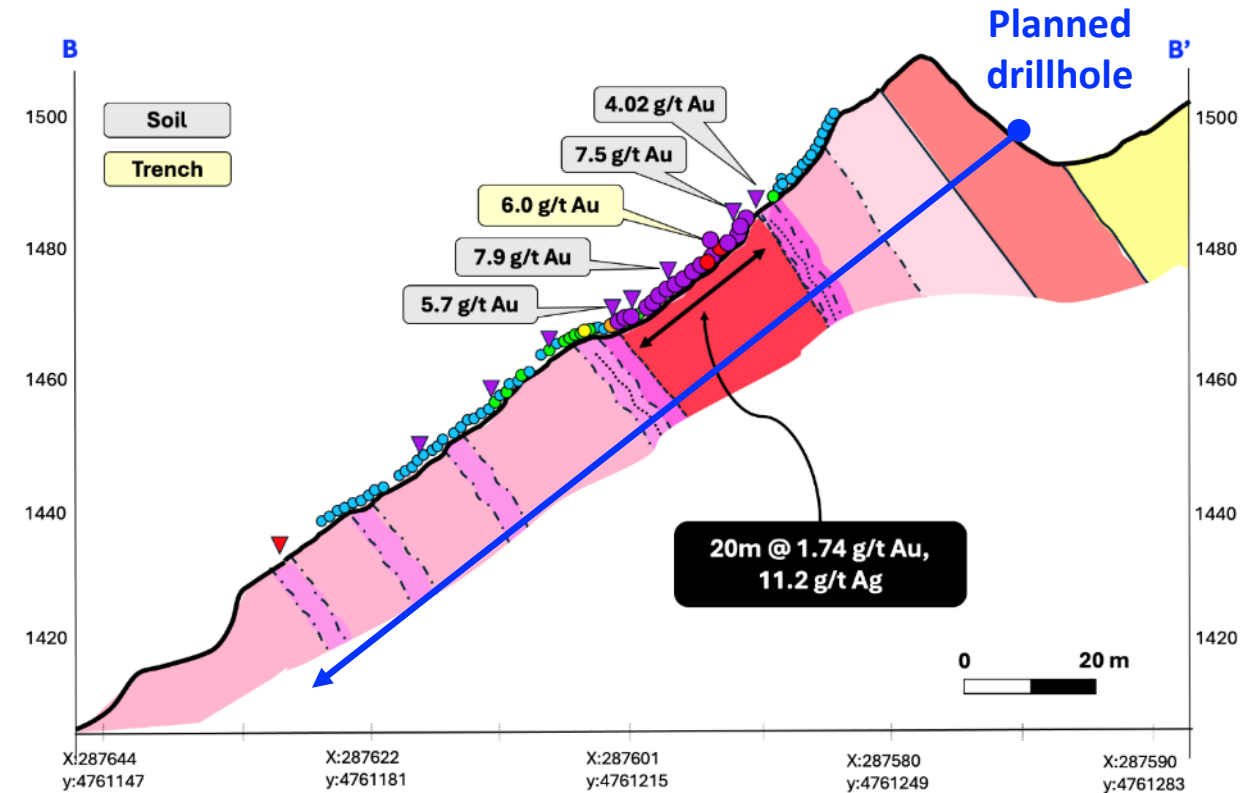 Planned
drillhole
B
B’
1500
1480
1460
1440
1420
1500
1480
1460
1440
1420
Soil
Trench
4.02 g/t Au
7.5 g/t Au
6.0 g/t Au
7.9 g/t Au
5.7 g/t Au
20m @ 1.74 g/t Au,
11.2 g/t Ag
0 20 m
X:287644
y:4761147
X:287622
y:4761181
X:287601
y:4761215
X:287580
y:4761249
X:287590
y:4761283